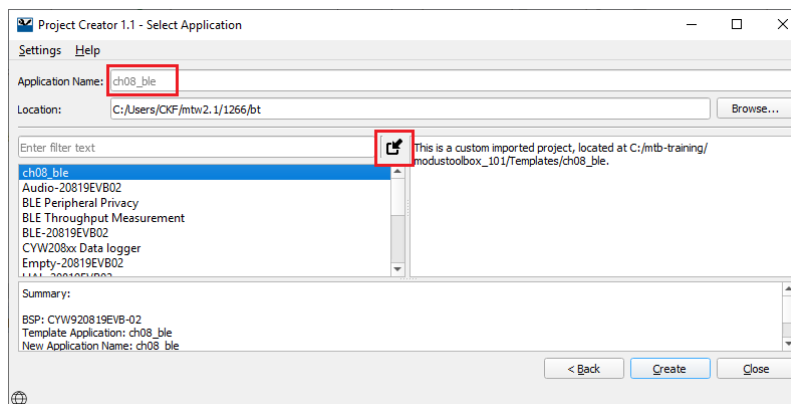 Project Creator 1.1 - Select Application
Settings Help
Application Name: ch08_ble
Location: C:/Users/CKF/mtw2.1/1266/bt Browse...
Enter filter text
This is a custom imported project, located at C:/mtb-training/
modustoolbox_101/Templates/ch08_ble.
ch08_ble
Audio-20819EVB02
BLE Peripheral Privacy
BLE Throughput Measurement
BLE-20819EVB02
CYW208xx Data logger
Empty-20819EVB02
Summary:
BSP: CYW920819EVB-02
Template Application: ch08_ble
New Application Name: ch08_ble
< Back Create Close